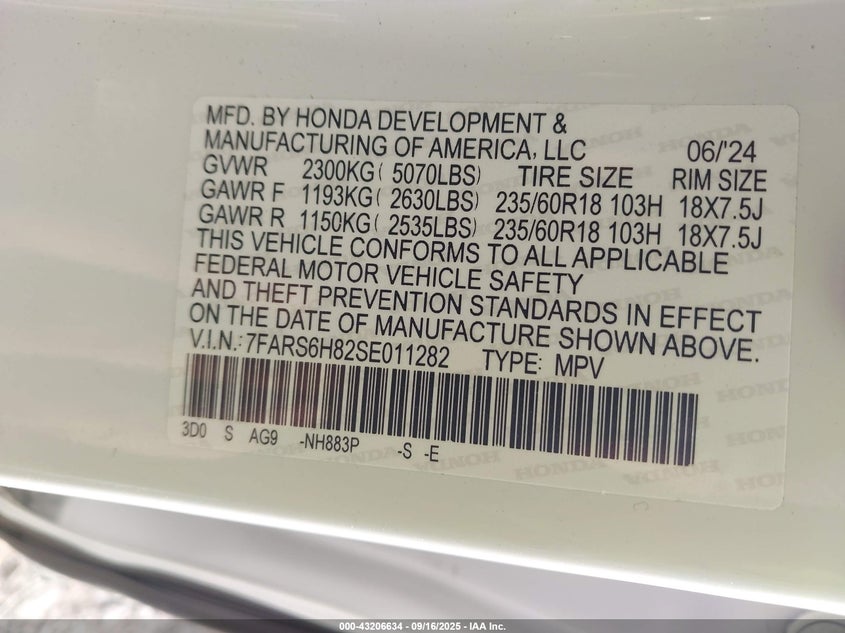 MFD. BY HONDA DEVELOPMENT &
MANUFACTURING OF AMERICA, LLC 06/'24
GVWR 2300KG( 5070LBS) TIRE SIZE RIM SIZE
GAWR F 1193KG( 2630LBS) 235/60R18 103H 18X7.5J
GAWR R 1150KG( 2535LBS) 235/60R18 103H 18X7.5J
THIS VEHICLE CONFORMS TO ALL APPLICABLE
FEDERAL MOTOR VEHICLE SAFETY
AND THEFT PREVENTION STANDARDS IN EFFECT
ON THE DATE OF MANUFACTURE SHOWN ABOVE.
V.I.N.: 7FARS6H82SE011282 TYPE: MPV
3D0 S AG9 -NH883P -S -E
000-43206634 - 09/16/2025 - IAA Inc.